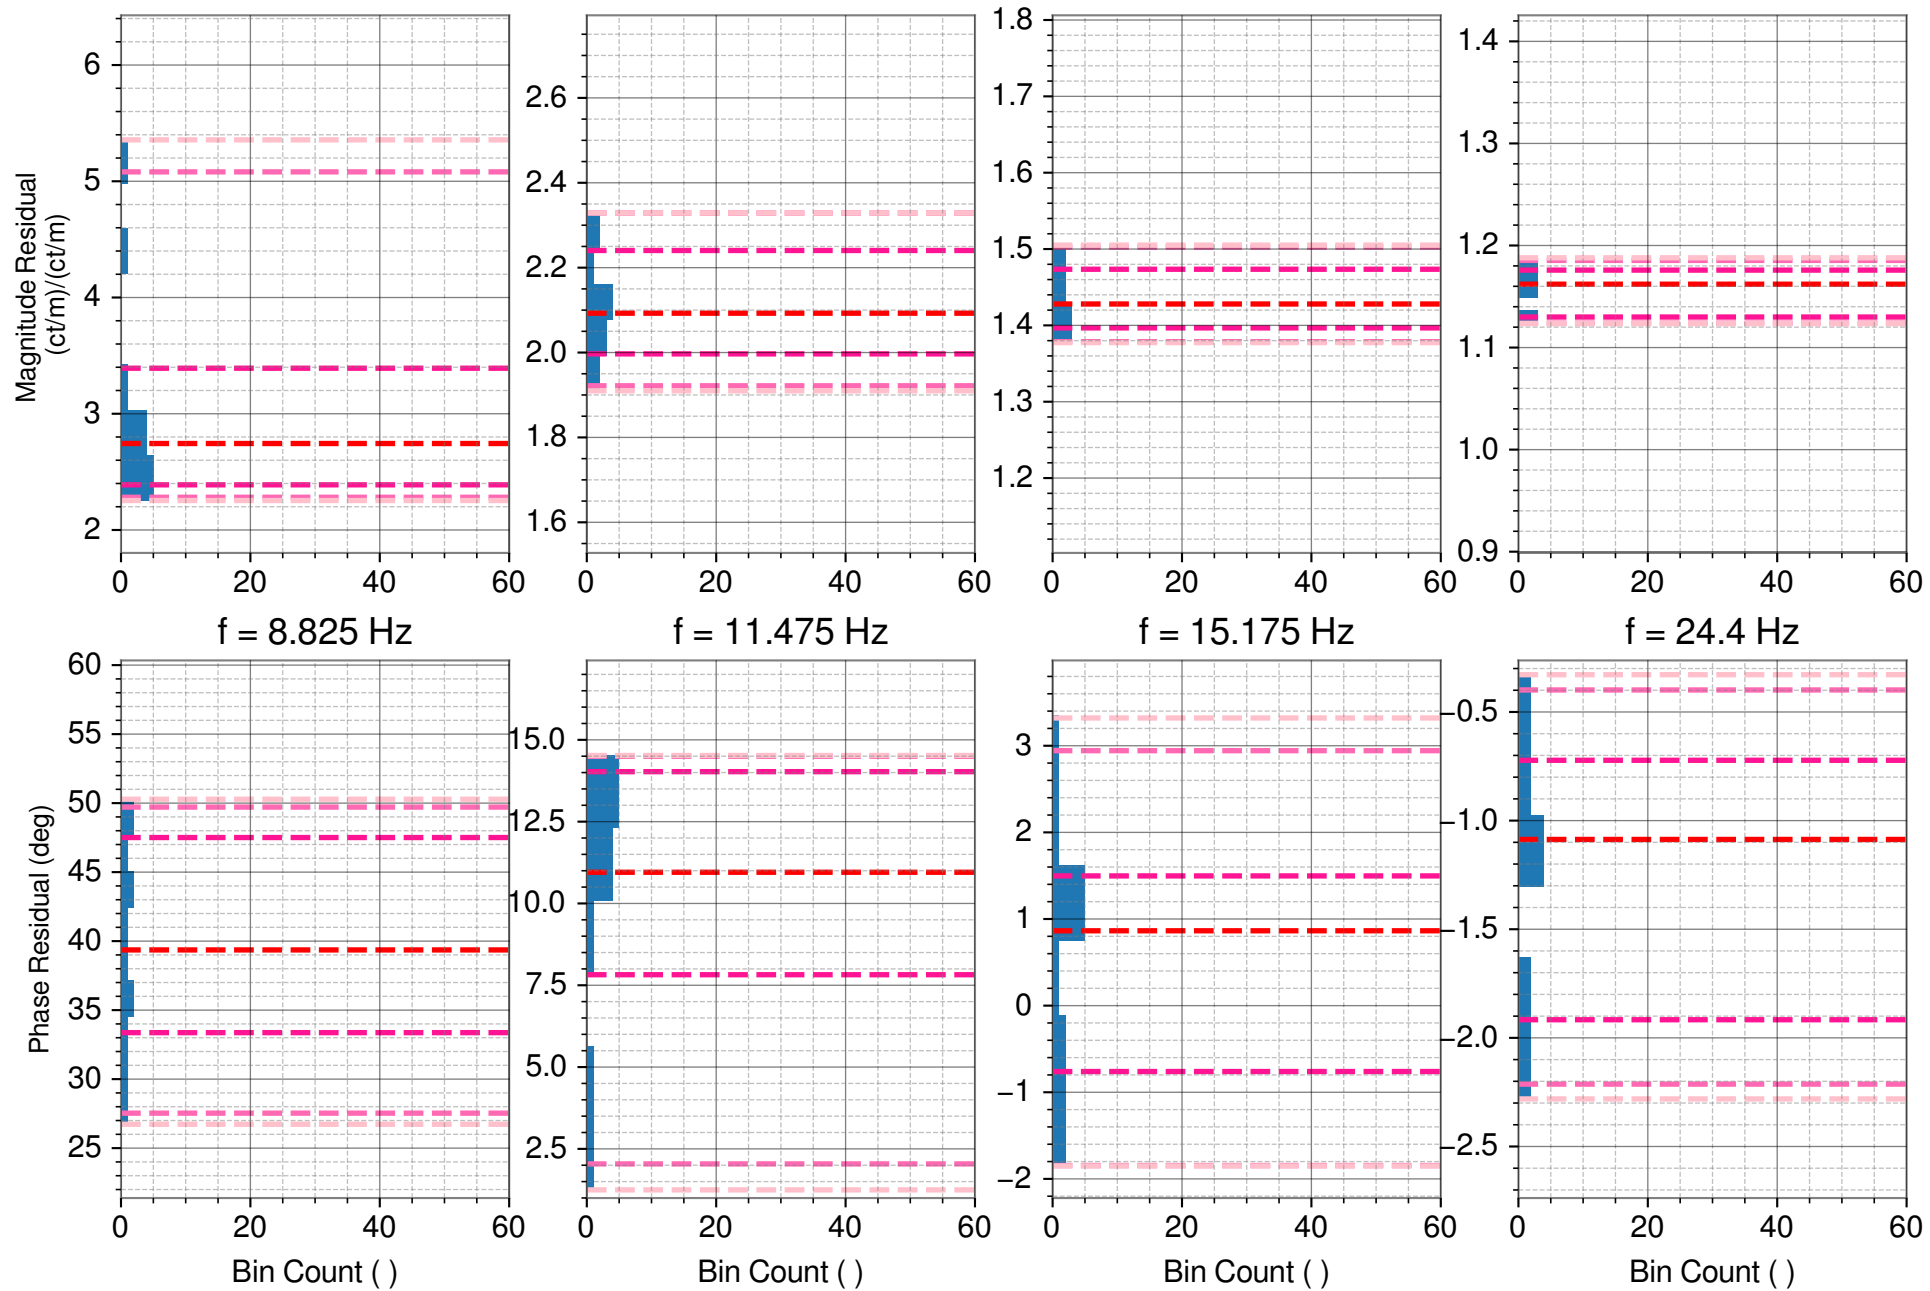 Magnitude Residual
(ct/m)/(ct/m)
6
5
4
3
2
0 20 40 60
2.6
2.4
2.2
2.0
1.8
1.6
0 20 40 60
1.8
1.7
1.6
1.5
1.4
1.3
1.2
0 20 40 60
1.4
1.3
1.2
1.1
1.0
0.9
0 20 40 60
f = 8.825 Hz
f = 11.475 Hz
f = 15.175 Hz
f = 24.4 Hz
Phase Residual (deg)
60
55
50
45
40
35
30
25
0 20 40 60
Bin Count ( )
15.0
12.5
10.0
7.5
5.0
2.5
0 20 40 60
Bin Count ( )
3
2
1
0
−1
−2
0 20 40 60
Bin Count ( )
−0.5
−1.0
−1.5
−2.0
−2.5
0 20 40 60
Bin Count ( )